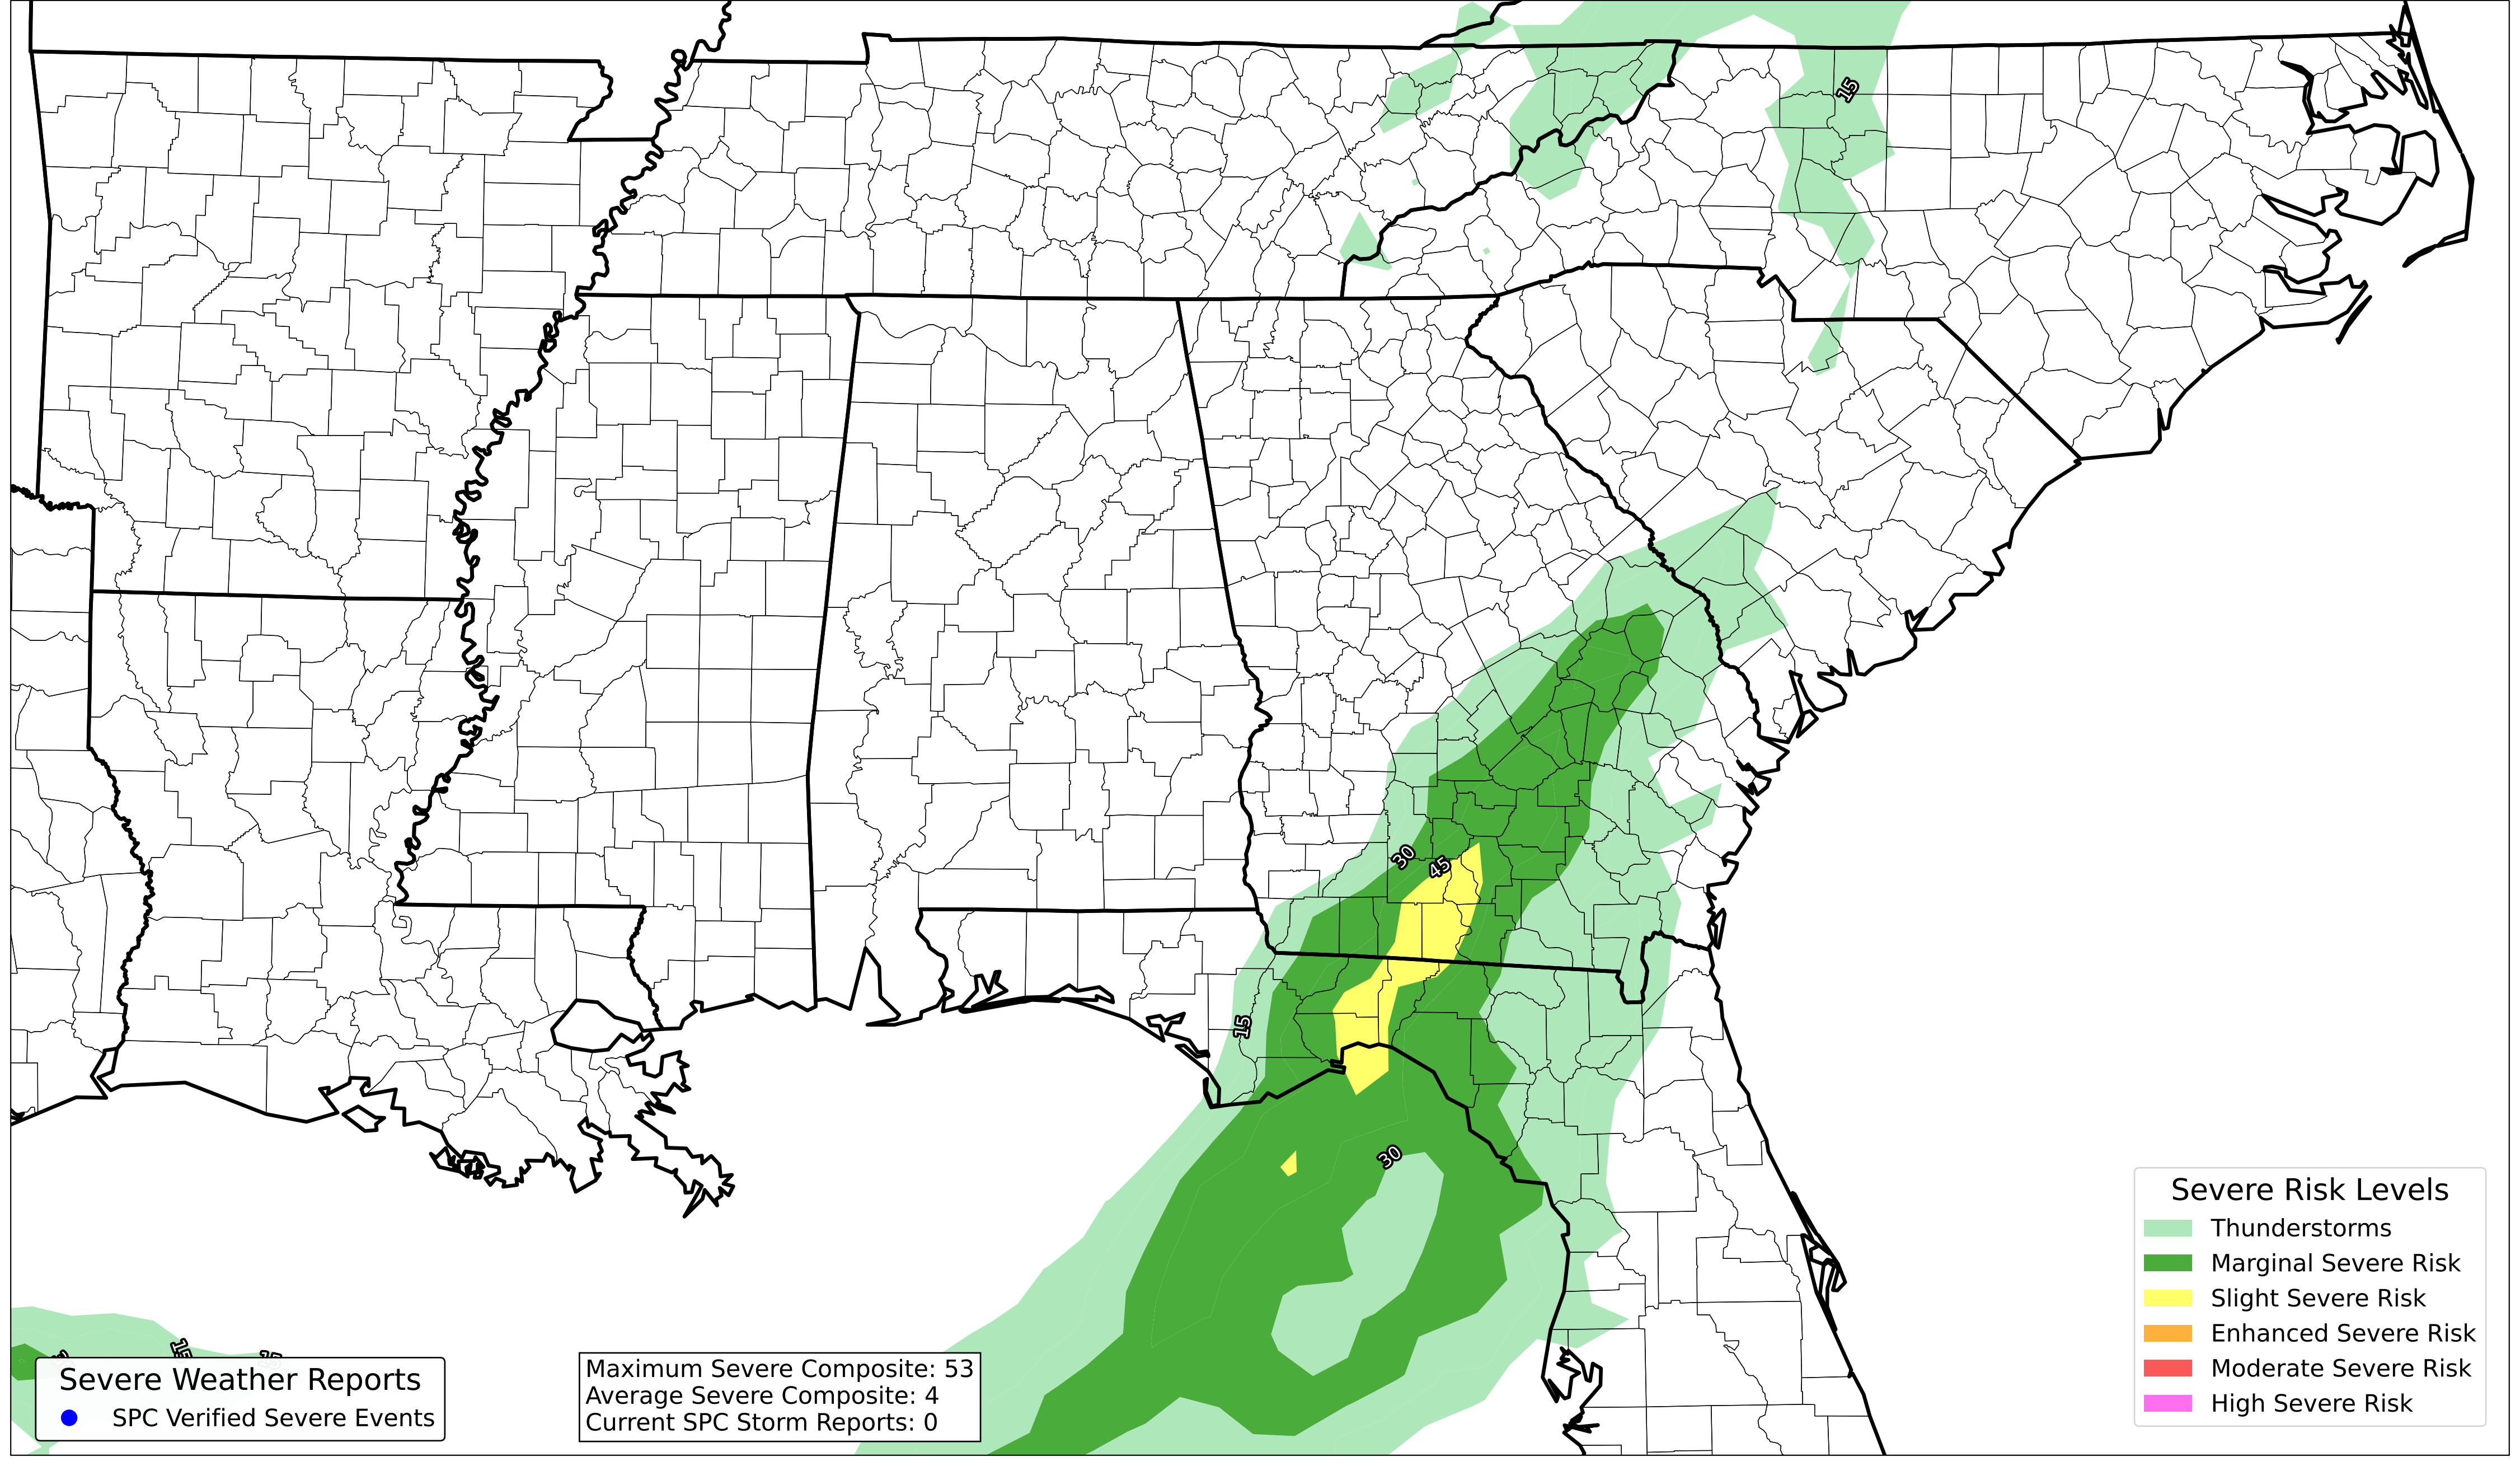 15
30
45
15
30
15
15
Severe Weather Reports
SPC Verified Severe Events
Maximum Severe Composite: 53
Average Severe Composite: 4
Current SPC Storm Reports: 0
Severe Risk Levels
Thunderstorms
Marginal Severe Risk
Slight Severe Risk
Enhanced Severe Risk
Moderate Severe Risk
High Severe Risk